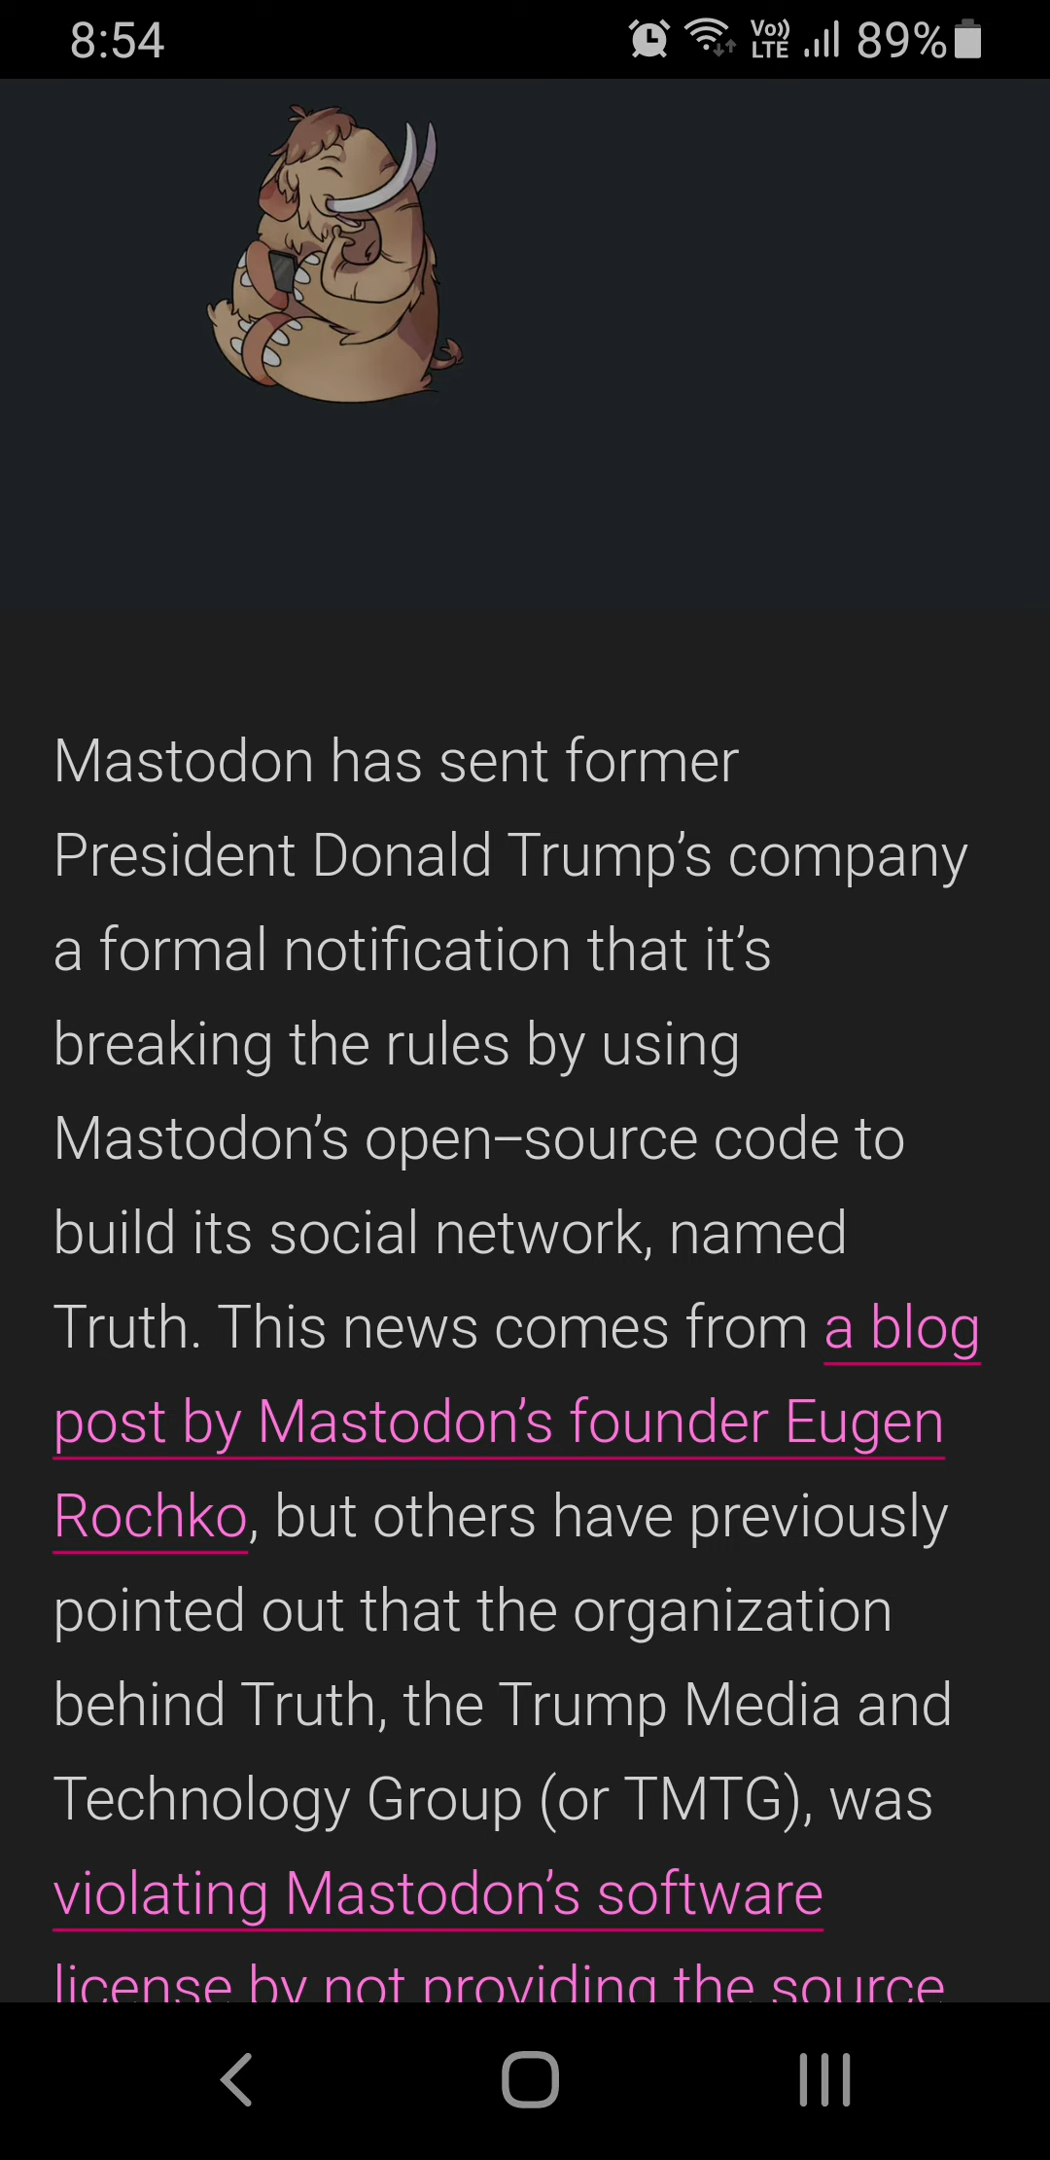 8:54
Vo)) LTE 89%
Mastodon has sent former
President Donald Trump’s company
a formal notification that it’s
breaking the rules by using
Mastodon’s open–source code to
build its social network, named
Truth. This news comes from a blog
post by Mastodon’s founder Eugen
Rochko, but others have previously
pointed out that the organization
behind Truth, the Trump Media and
Technology Group (or TMTG), was
violating Mastodon’s software
license by not providing the source